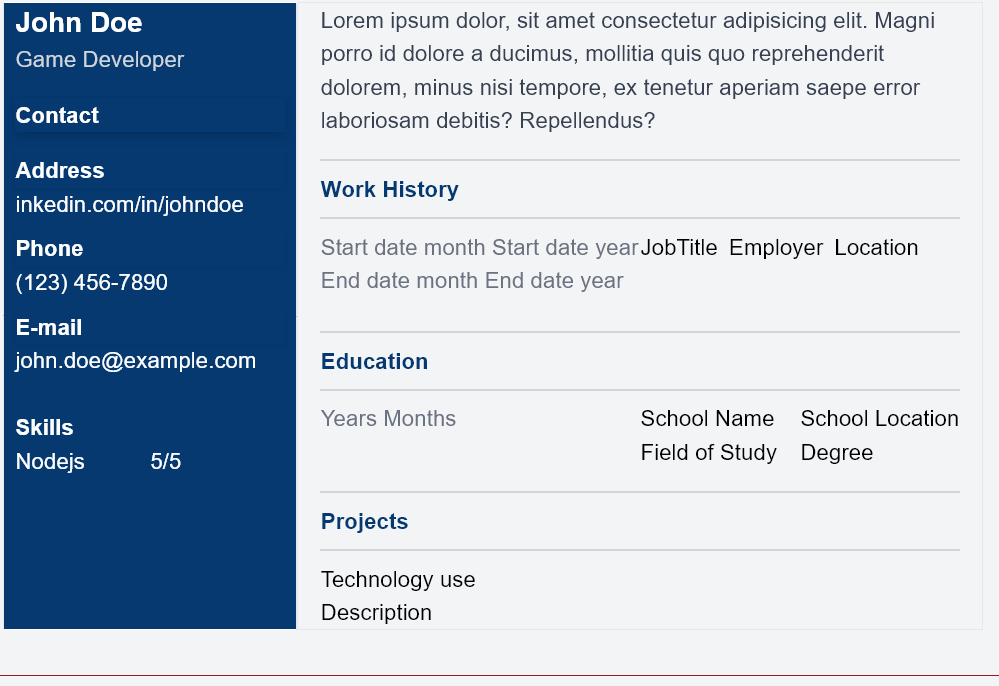 John Doe
Game Developer
Contact
Address
inkedin.com/in/johndoe
Phone
(123) 456-7890
E-mail
john.doe@example.com
Skills
Nodejs 5/5
Lorem ipsum dolor, sit amet consectetur adipisicing elit. Magni
porro id dolore a ducimus, mollitia quis quo reprehenderit
dolorem, minus nisi tempore, ex tenetur aperiam saepe error
laboriosam debitis? Repellendus?
Work History
Start date month Start date year JobTitle Employer Location
End date month End date year
Education
Years Months School Name School Location
Field of Study Degree
Projects
Technology use
Description